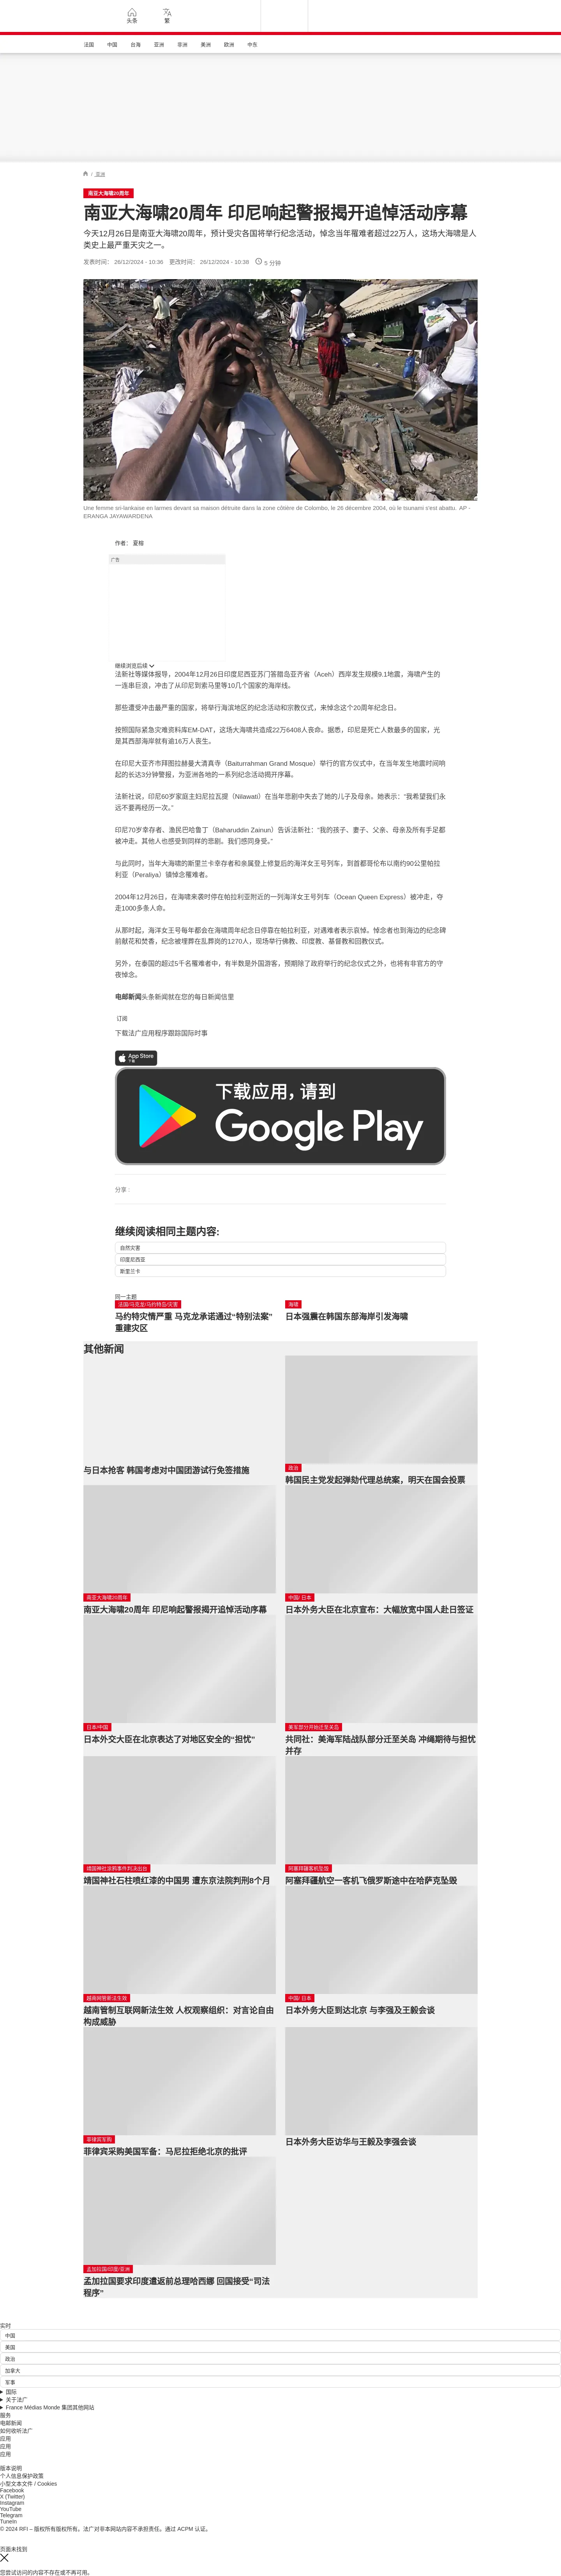 头条
繁
法国 中国 台海 亚洲 非洲 美洲 欧洲 中东
/ 亚洲
南亚大海啸20周年
南亚大海啸20周年 印尼响起警报揭开追悼活动序幕
今天12月26日是南亚大海啸20周年，预计受灾各国将举行纪念活动，悼念当年罹难者超过22万人，这场大海啸是人
类史上最严重天灾之一。
发表时间： 26/12/2024 - 10:36 更改时间： 26/12/2024 - 10:38 5 分钟
Une femme sri-lankaise en larmes devant sa maison détruite dans la zone côtière de Colombo, le 26 décembre 2004, où le tsunami s'est abattu. AP -
ERANGA JAYAWARDENA
作者： 夏榕
广告
继续浏览后续
法新社等媒体报导，2004年12月26日印度尼西亚苏门答腊岛亚齐省（Aceh）西岸发生规模9.1地震，海啸产生的
一连串巨浪，冲击了从印尼到索马里等10几个国家的海岸线。
那些遭受冲击最严重的国家，将举行海滨地区的纪念活动和宗教仪式，来悼念这个20周年纪念日。
按照国际紧急灾难资料库EM-DAT，这场大海啸共造成22万6408人丧命。据悉，印尼是死亡人数最多的国家，光
是其西部海岸就有逾16万人丧生。
在印尼大亚齐市拜图拉赫曼大清真寺（Baiturrahman Grand Mosque）举行的官方仪式中，在当年发生地震时间响
起的长达3分钟警报，为亚洲各地的一系列纪念活动揭开序幕。
法新社说，印尼60岁家庭主妇尼拉瓦提（Nilawati）在当年悲剧中失去了她的儿子及母亲。她表示：“我希望我们永
远不要再经历一次。”
印尼70岁幸存者、渔民巴哈鲁丁（Baharuddin Zainun）告诉法新社：“我的孩子、妻子、父亲、母亲及所有手足都
被冲走。其他人也感受到同样的悲剧。我们感同身受。”
与此同时，当年大海啸的斯里兰卡幸存者和亲属登上修复后的海洋女王号列车，到首都哥伦布以南约90公里帕拉
利亚（Peraliya）镇悼念罹难者。
2004年12月26日，在海啸来袭时停在帕拉利亚附近的一列海洋女王号列车（Ocean Queen Express）被冲走，夺
走1000多条人命。
从那时起，海洋女王号每年都会在海啸周年纪念日停靠在帕拉利亚，对遇难者表示哀悼。悼念者也到海边的纪念碑
前献花和焚香，纪念被埋葬在乱葬岗的1270人，现场举行佛教、印度教、基督教和回教仪式。
另外，在泰国的超过5千名罹难者中，有半数是外国游客，预期除了政府举行的纪念仪式之外，也将有非官方的守
夜悼念。
电邮新闻头条新闻就在您的每日新闻信里
订阅
下载法广应用程序跟踪国际时事
App Store
下载
下载应用，请到
Google Play
分享 :
继续阅读相同主题内容:
自然灾害
印度尼西亚
斯里兰卡
同一主题
法国/马克龙/马约特岛/灾害
马约特灾情严重 马克龙承诺通过“特别法案”
重建灾区
海啸
日本强震在韩国东部海岸引发海啸
其他新闻
与日本抢客 韩国考虑对中国团游试行免签措施
政治
韩国民主党发起弹劾代理总统案，明天在国会投票
南亚大海啸20周年
南亚大海啸20周年 印尼响起警报揭开追悼活动序幕
中国/ 日本
日本外务大臣在北京宣布：大幅放宽中国人赴日签证
日本/中国
日本外交大臣在北京表达了对地区安全的“担忧”
美军部分开始迁至关岛
共同社：美海军陆战队部分迁至关岛 冲绳期待与担忧
并存
靖国神社涂鸦事件判决出台
靖国神社石柱喷红漆的中国男 遭东京法院判刑8个月
阿塞拜疆客机坠毁
阿塞拜疆航空一客机飞俄罗斯途中在哈萨克坠毁
越南网管新法生效
越南管制互联网新法生效 人权观察组织：对言论自由
构成威胁
中国/ 日本
日本外务大臣到达北京 与李强及王毅会谈
菲律宾军购
菲律宾采购美国军备：马尼拉拒绝北京的批评
日本外务大臣访华与王毅及李强会谈
孟加拉国/印度/亚洲
孟加拉国要求印度遣返前总理哈西娜 回国接受“司法
程序”
实时
中国
美国
政治
加拿大
军事
国际
关于法广
France Médias Monde 集团其他网站
服务
电邮新闻
如何收听法广
应用
应用
应用
版本说明
个人信息保护政策
小型文本文件 / Cookies
Facebook
X (Twitter)
Instagram
YouTube
Telegram
TuneIn
© 2024 RFI – 版权所有版权所有。法广对非本网站内容不承担责任。通过 ACPM 认证。
页面未找到
您尝试访问的内容不存在或不再可用。